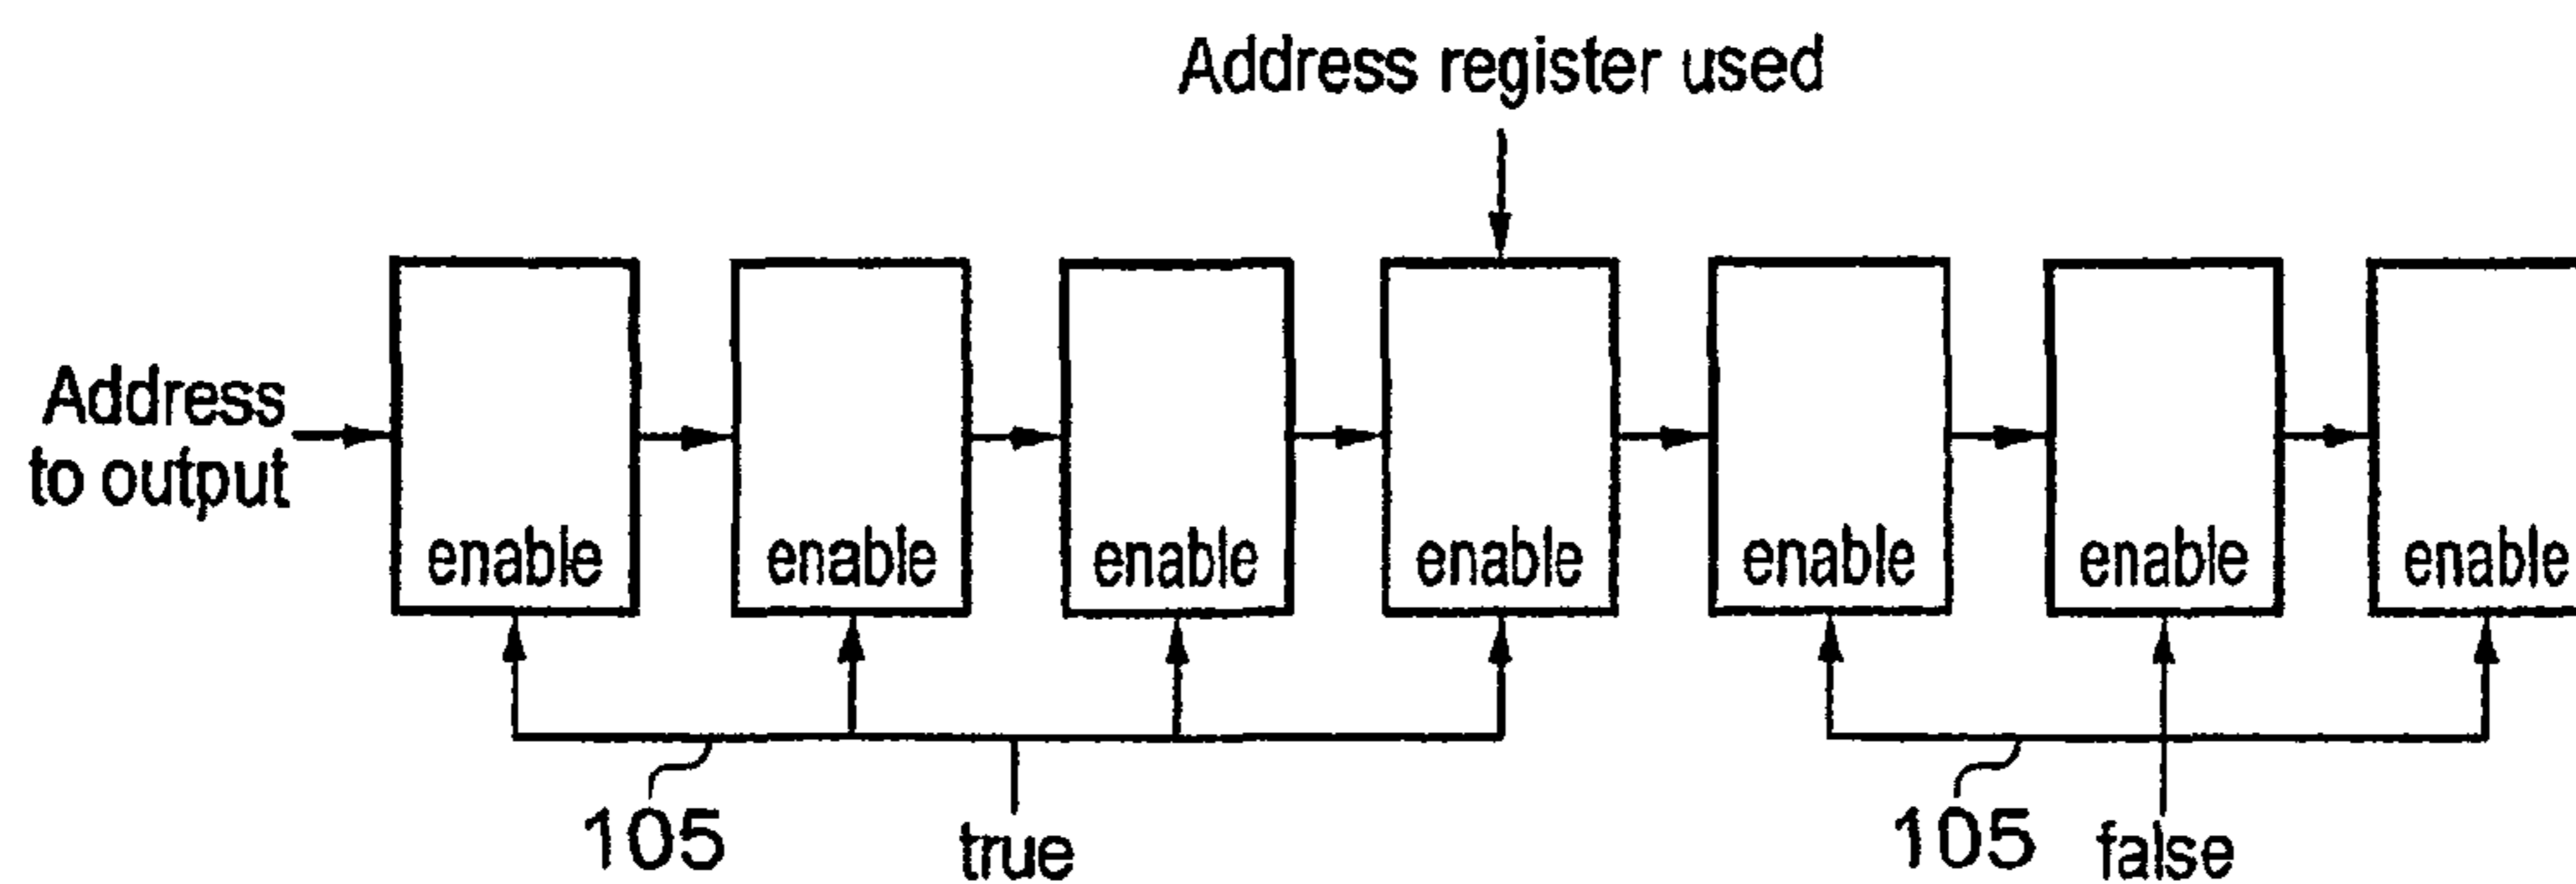 Address register used
Address
to output
enable enable enable enable enable enable enable
105 true 105 false